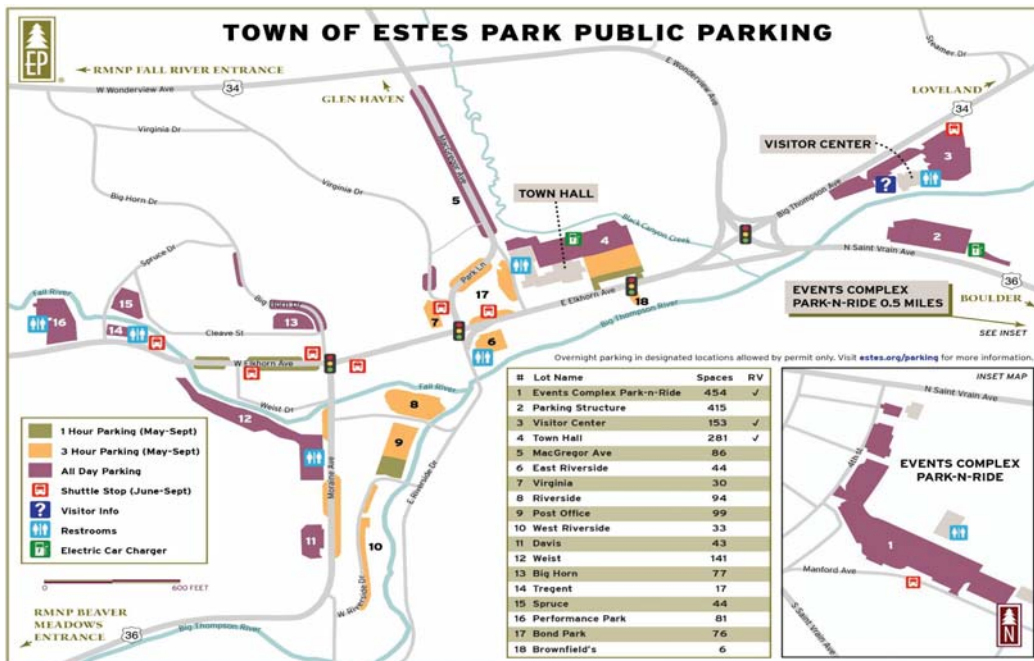 TOWN OF ESTES PARK PUBLIC PARKING
EP
RMNP FALL RIVER ENTRANCE
W Wonderview Ave
34
GLEN HAVEN
E Wonderview Ave
Steamer Dr
LOVELAND
34
Virginia Dr
MacGregor Ave
VISITOR CENTER
3
Big Horn Dr
Virginia Dr
5
TOWN HALL
Big Thompson Ave
?
Black Canyon Creek
4
2
N Saint Vrain Ave
36
Spruce Dr
Park Ln
E Elkhorn Ave
EVENTS COMPLEX
PARK-N-RIDE 0.5 MILES
BOULDER
SEE INSET
Fall River
15
Big Horn Dr
17
18
Big Thompson River
16
14
Cleave St
13
7
6
W Elkhorn Ave
Overnight parking in designated locations allowed by permit only. Visit estes.org/parking for more information.
Weist Dr
Fall River
12
8
9
E Riverside Dr
Moraine Ave
11
10
W Riverside Dr
1 Hour Parking (May-Sept)
3 Hour Parking (May-Sept)
All Day Parking
Shuttle Stop (June-Sept)
? Visitor Info
Restrooms
Electric Car Charger
0 600 FEET
RMNP BEAVER
MEADOWS
ENTRANCE
36
Big Thompson River
# Lot Name Spaces RV
1 Events Complex Park-n-Ride 454 ✓
2 Parking Structure 415
3 Visitor Center 153 ✓
4 Town Hall 281 ✓
5 MacGregor Ave 86
6 East Riverside 44
7 Virginia 30
8 Riverside 94
9 Post Office 99
10 West Riverside 33
11 Davis 43
12 Weist 141
13 Big Horn 77
14 Tregent 17
15 Spruce 44
16 Performance Park 81
17 Bond Park 76
18 Brownfield's 6
INSET MAP
N Saint Vrain Ave
4th St
EVENTS COMPLEX
PARK-N-RIDE
1
Manford Ave
S Saint Vrain Ave
N